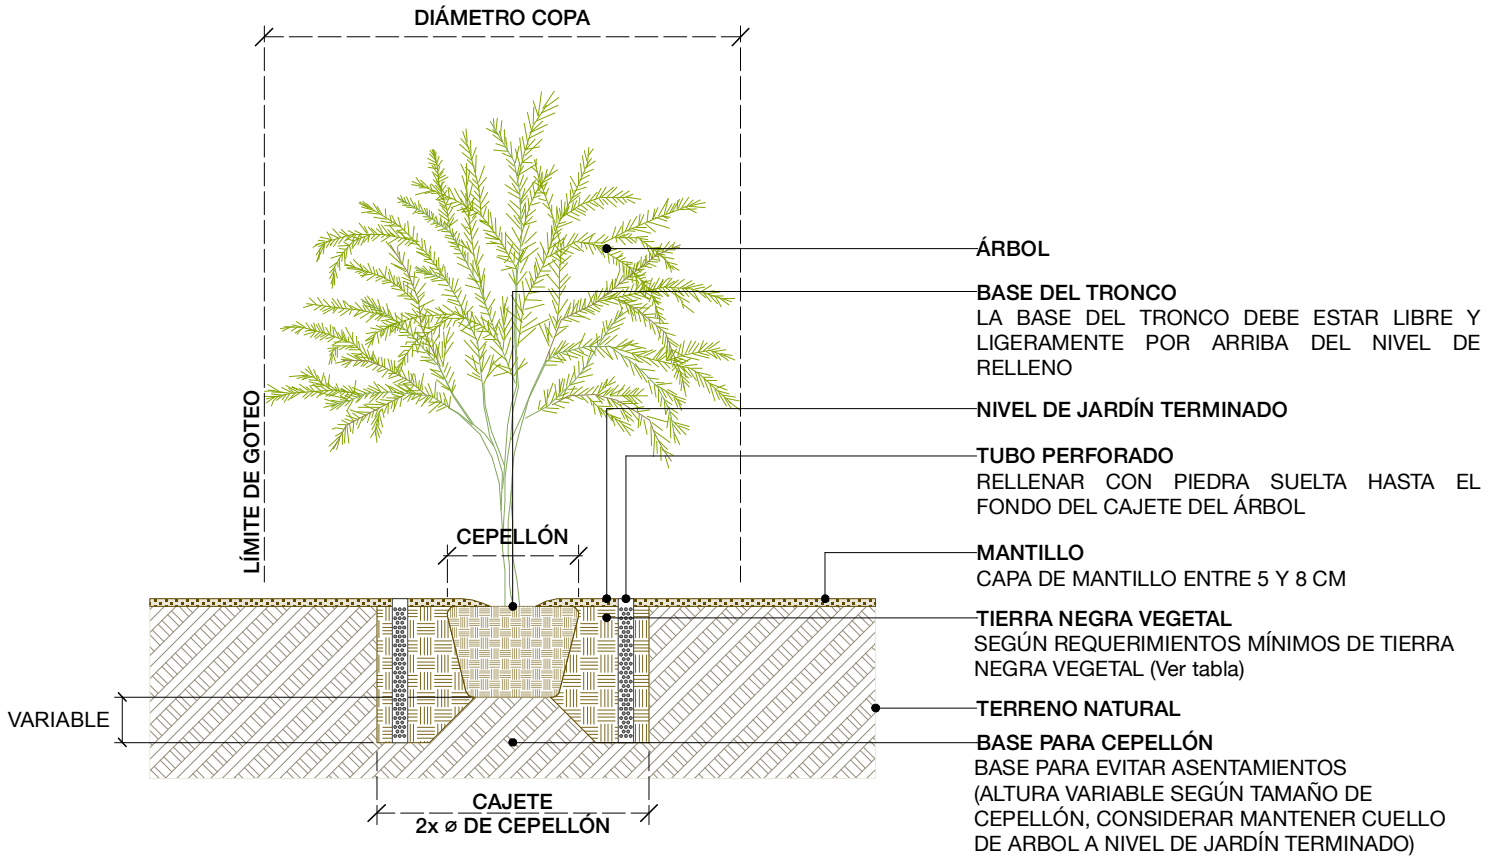 DIÁMETRO COPA
ÁRBOL
BASE DEL TRONCO
LA BASE DEL TRONCO DEBE ESTAR LIBRE Y
LIGERAMENTE POR ARRIBA DEL NIVEL DE
RELLENO
NIVEL DE JARDÍN TERMINADO
TUBO PERFORADO
RELLENAR CON PIEDRA SUELTA HASTA EL
FONDO DEL CAJETE DEL ÁRBOL
LÍMITE DE GOTEO
CEPELLÓN
MANTILLO
CAPA DE MANTILLO ENTRE 5 Y 8 CM
TIERRA NEGRA VEGETAL
SEGÚN REQUERIMIENTOS MÍNIMOS DE TIERRA
NEGRA VEGETAL (Ver tabla)
VARIABLE
TERRENO NATURAL
BASE PARA CEPELLÓN
BASE PARA EVITAR ASENTAMIENTOS
(ALTURA VARIABLE SEGÚN TAMAÑO DE
CEPELLÓN, CONSIDERAR MANTENER CUELLO
DE ARBOL A NIVEL DE JARDÍN TERMINADO)
CAJETE
2x ø DE CEPELLÓN